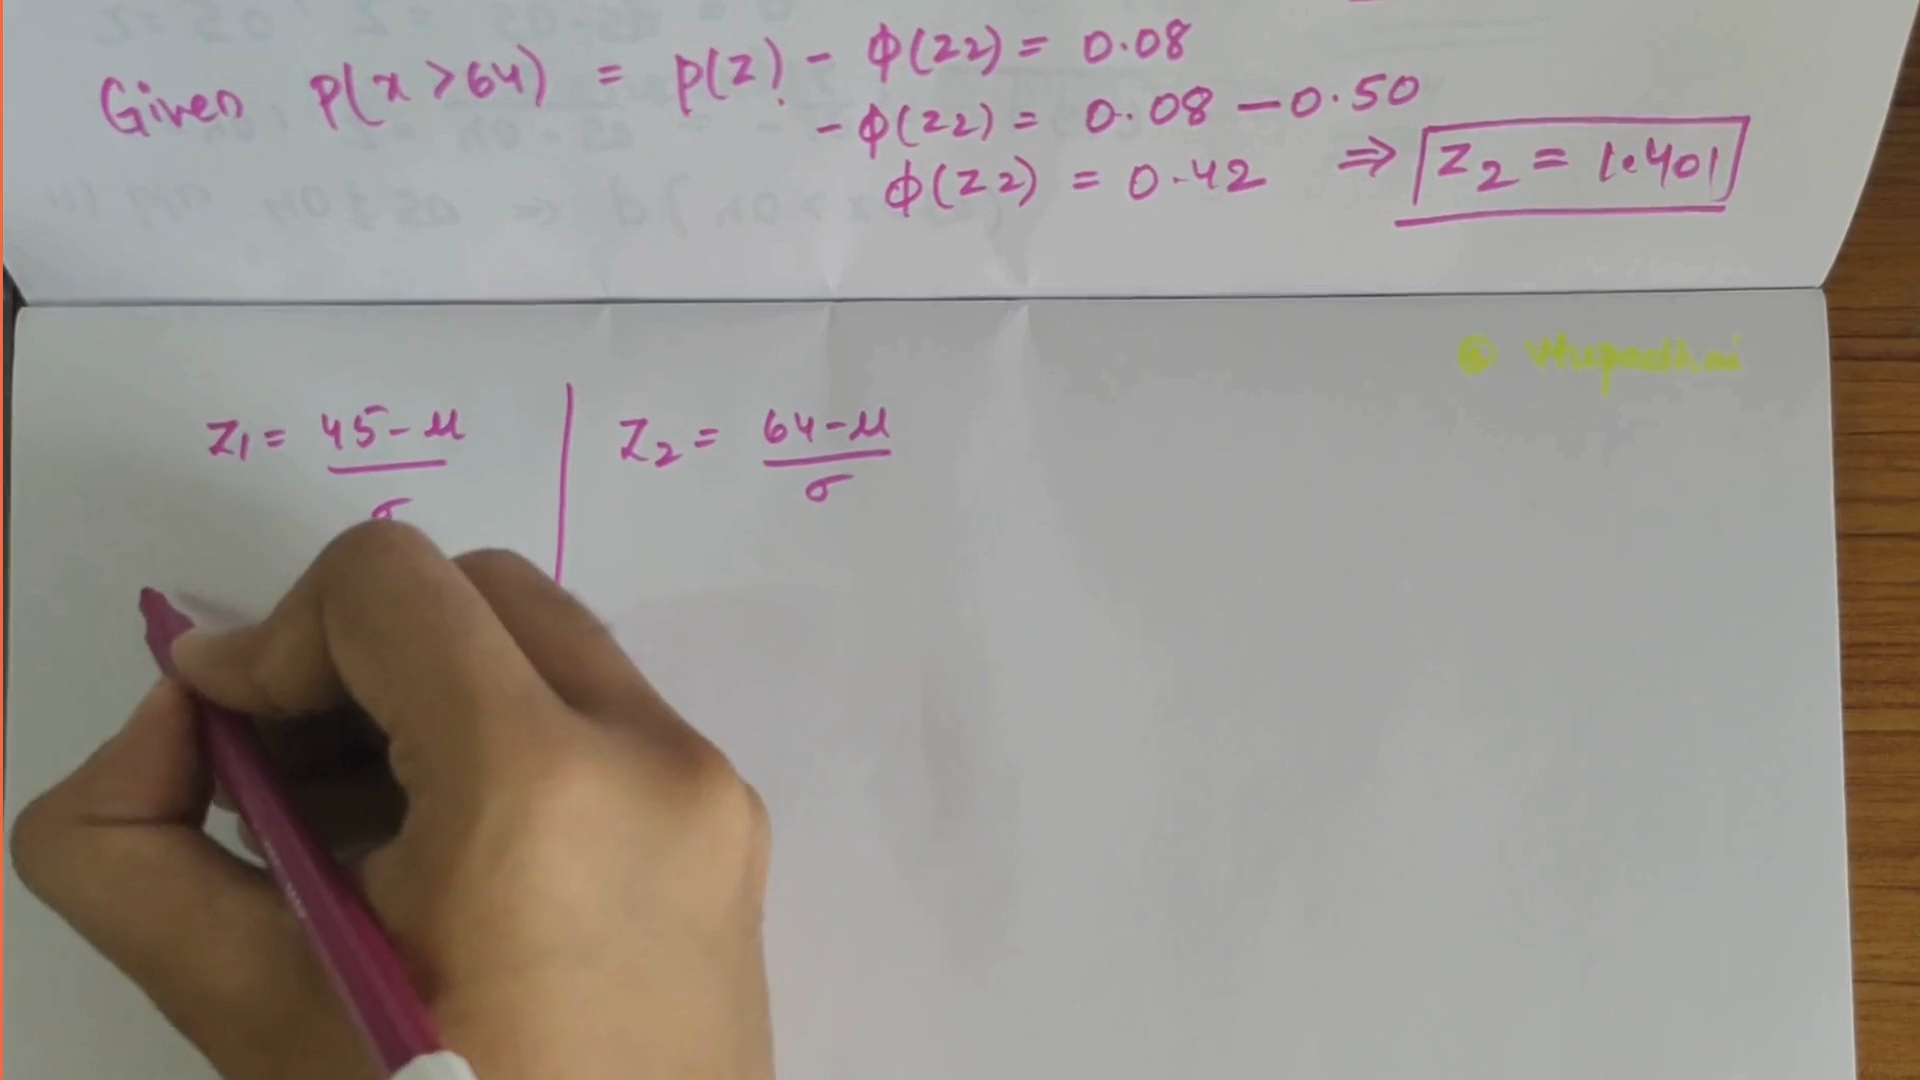 Given P(x>64) = P(z) - ϕ(z2) = 0.08
- ϕ(z2) = 0.08 - 0.50
ϕ(z2) = 0.42 ⇒ z2 = 1.401
z1 = 45-μ / σ | z2 = 64-μ / σ